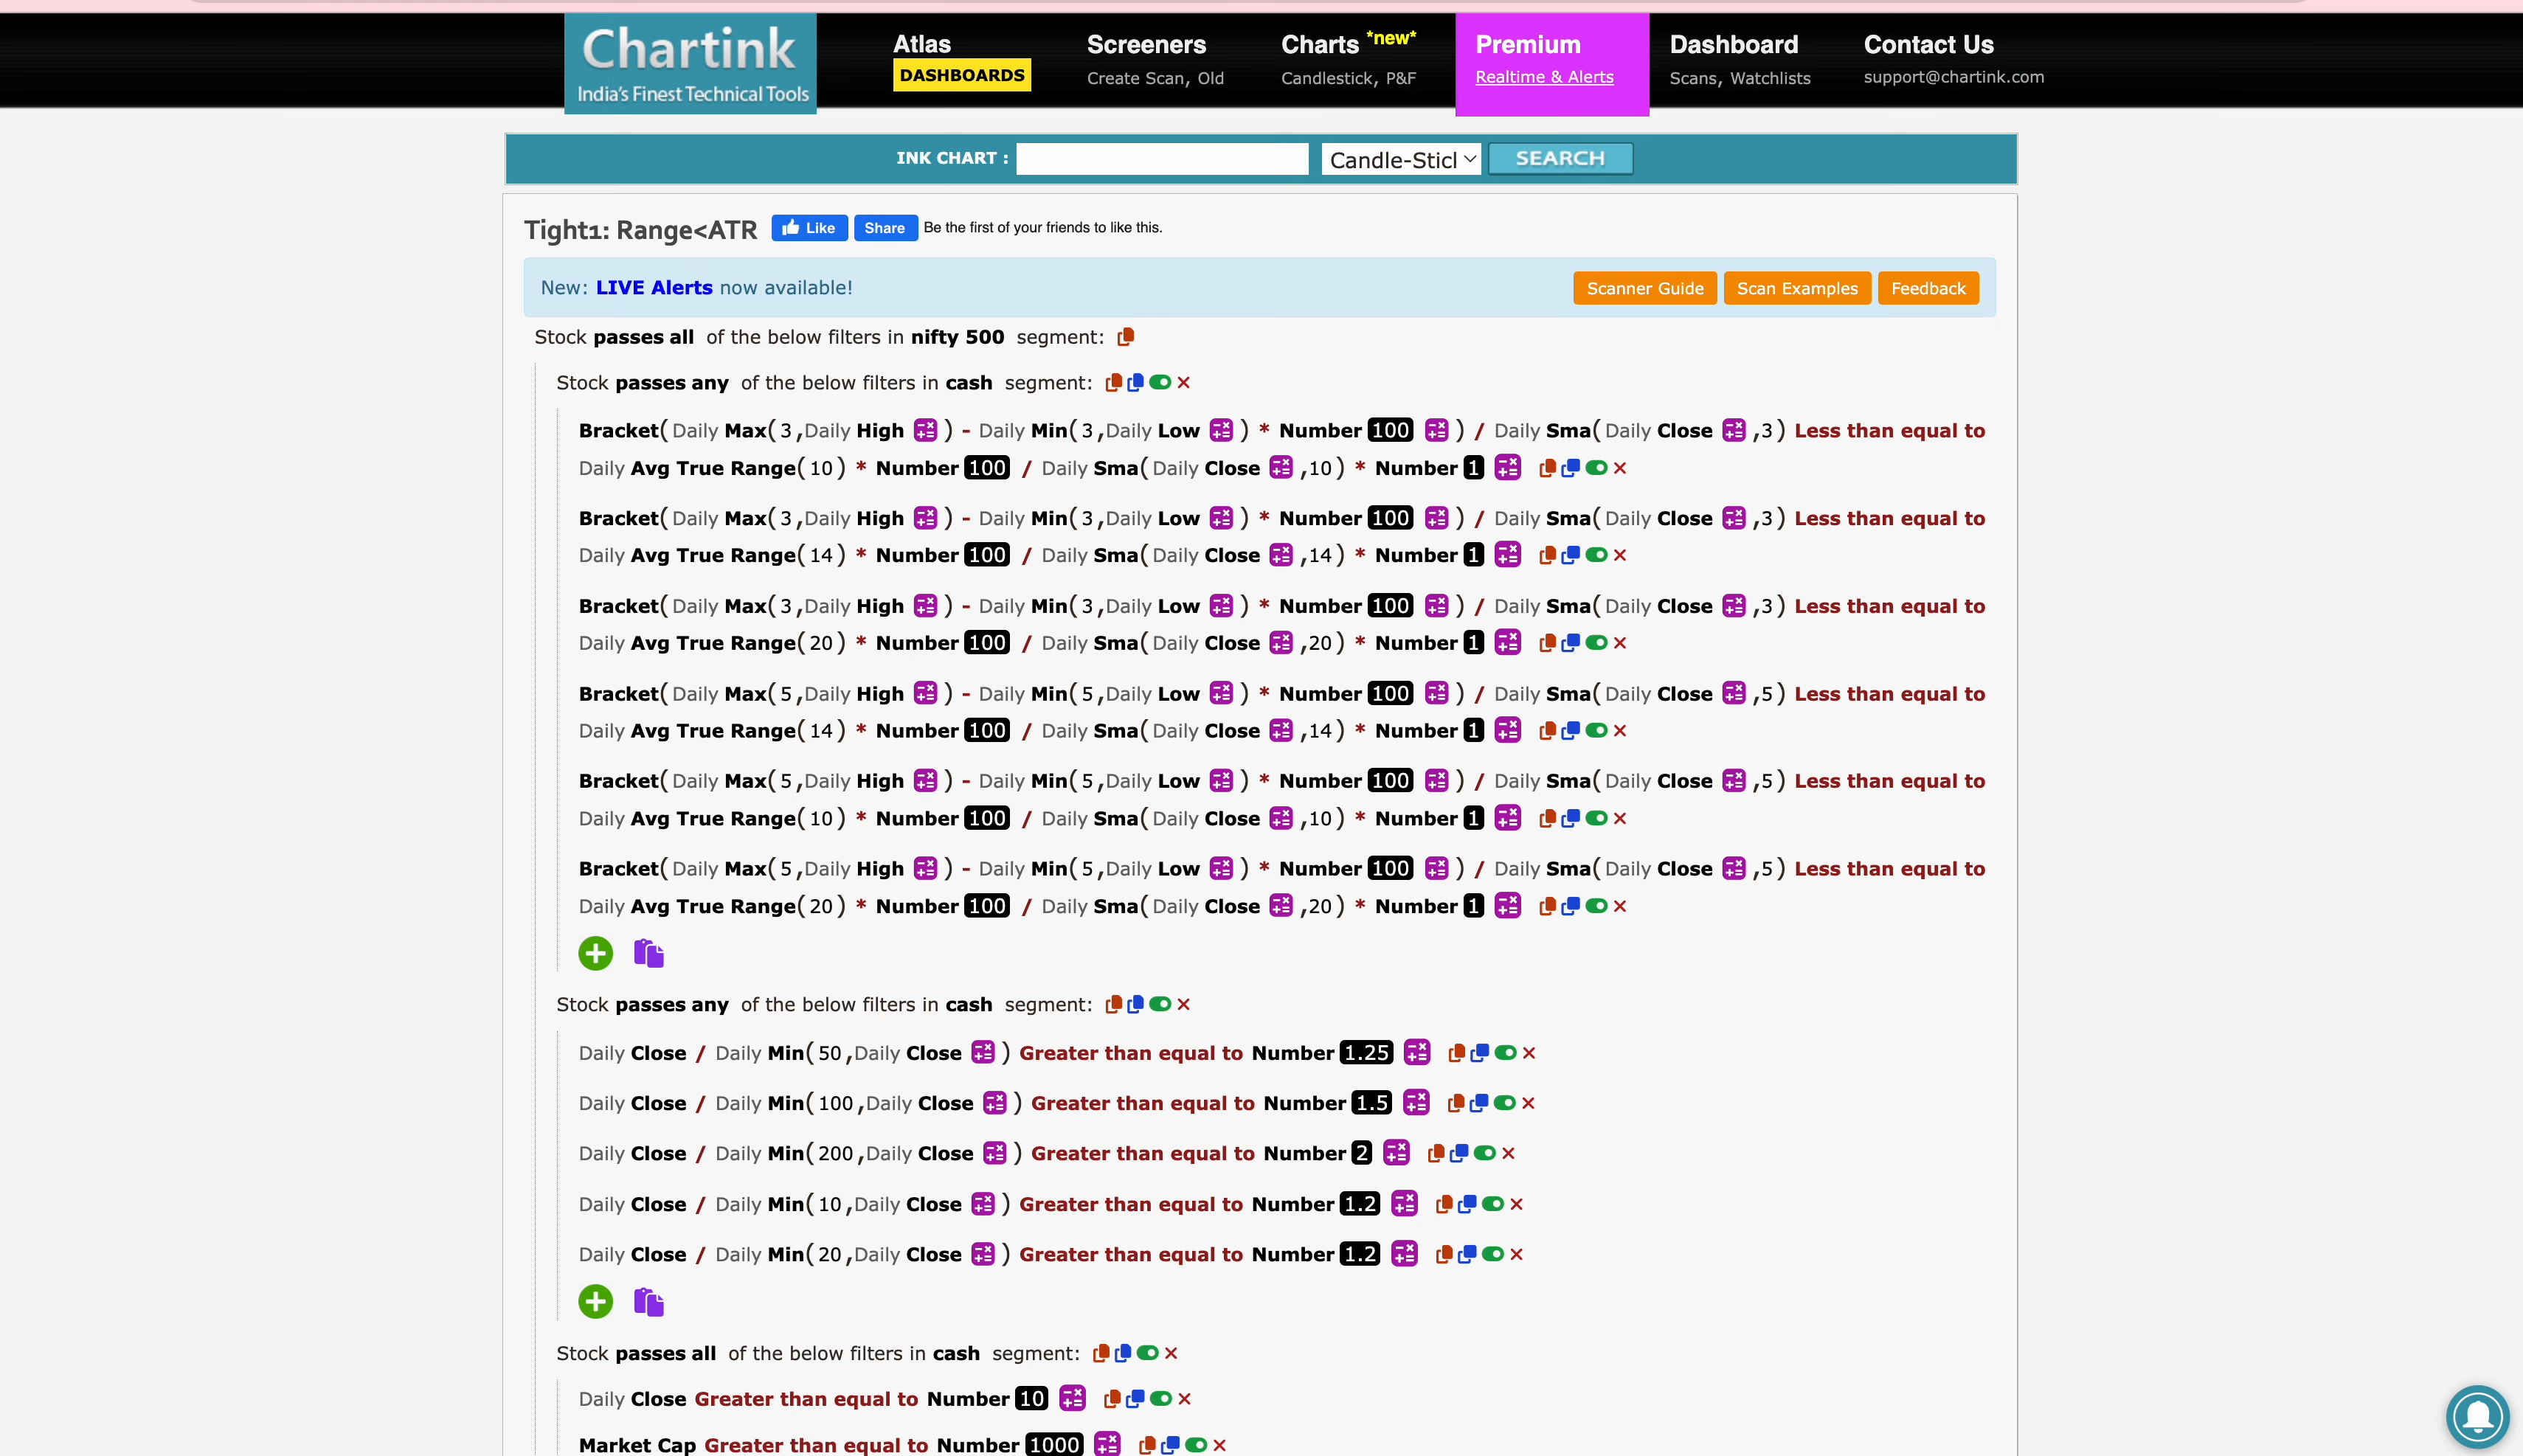 Chartink
India's Finest Technical Tools
Atlas
DASHBOARDS
Screeners
Create Scan, Old
Charts *new*
Candlestick, P&F
Premium
Realtime & Alerts
Dashboard
Scans, Watchlists
Contact Us
support@chartink.com
INK CHART : Candle-Sticl SEARCH
Tight1: Range<ATR Like Share Be the first of your friends to like this.
New: LIVE Alerts now available! Scanner Guide Scan Examples Feedback
Stock passes all of the below filters in nifty 500 segment:
Stock passes any of the below filters in cash segment:
Bracket( Daily Max( 3 ,Daily High ) - Daily Min( 3 ,Daily Low ) * Number 100 ) / Daily Sma( Daily Close ,3 ) Less than equal to
Daily Avg True Range( 10 ) * Number 100 / Daily Sma( Daily Close ,10 ) * Number 1
Bracket( Daily Max( 3 ,Daily High ) - Daily Min( 3 ,Daily Low ) * Number 100 ) / Daily Sma( Daily Close ,3 ) Less than equal to
Daily Avg True Range( 14 ) * Number 100 / Daily Sma( Daily Close ,14 ) * Number 1
Bracket( Daily Max( 3 ,Daily High ) - Daily Min( 3 ,Daily Low ) * Number 100 ) / Daily Sma( Daily Close ,3 ) Less than equal to
Daily Avg True Range( 20 ) * Number 100 / Daily Sma( Daily Close ,20 ) * Number 1
Bracket( Daily Max( 5 ,Daily High ) - Daily Min( 5 ,Daily Low ) * Number 100 ) / Daily Sma( Daily Close ,5 ) Less than equal to
Daily Avg True Range( 14 ) * Number 100 / Daily Sma( Daily Close ,14 ) * Number 1
Bracket( Daily Max( 5 ,Daily High ) - Daily Min( 5 ,Daily Low ) * Number 100 ) / Daily Sma( Daily Close ,5 ) Less than equal to
Daily Avg True Range( 10 ) * Number 100 / Daily Sma( Daily Close ,10 ) * Number 1
Bracket( Daily Max( 5 ,Daily High ) - Daily Min( 5 ,Daily Low ) * Number 100 ) / Daily Sma( Daily Close ,5 ) Less than equal to
Daily Avg True Range( 20 ) * Number 100 / Daily Sma( Daily Close ,20 ) * Number 1
Stock passes any of the below filters in cash segment:
Daily Close / Daily Min( 50 ,Daily Close ) Greater than equal to Number 1.25
Daily Close / Daily Min( 100 ,Daily Close ) Greater than equal to Number 1.5
Daily Close / Daily Min( 200 ,Daily Close ) Greater than equal to Number 2
Daily Close / Daily Min( 10 ,Daily Close ) Greater than equal to Number 1.2
Daily Close / Daily Min( 20 ,Daily Close ) Greater than equal to Number 1.2
Stock passes all of the below filters in cash segment:
Daily Close Greater than equal to Number 10
Market Cap Greater than equal to Number 1000